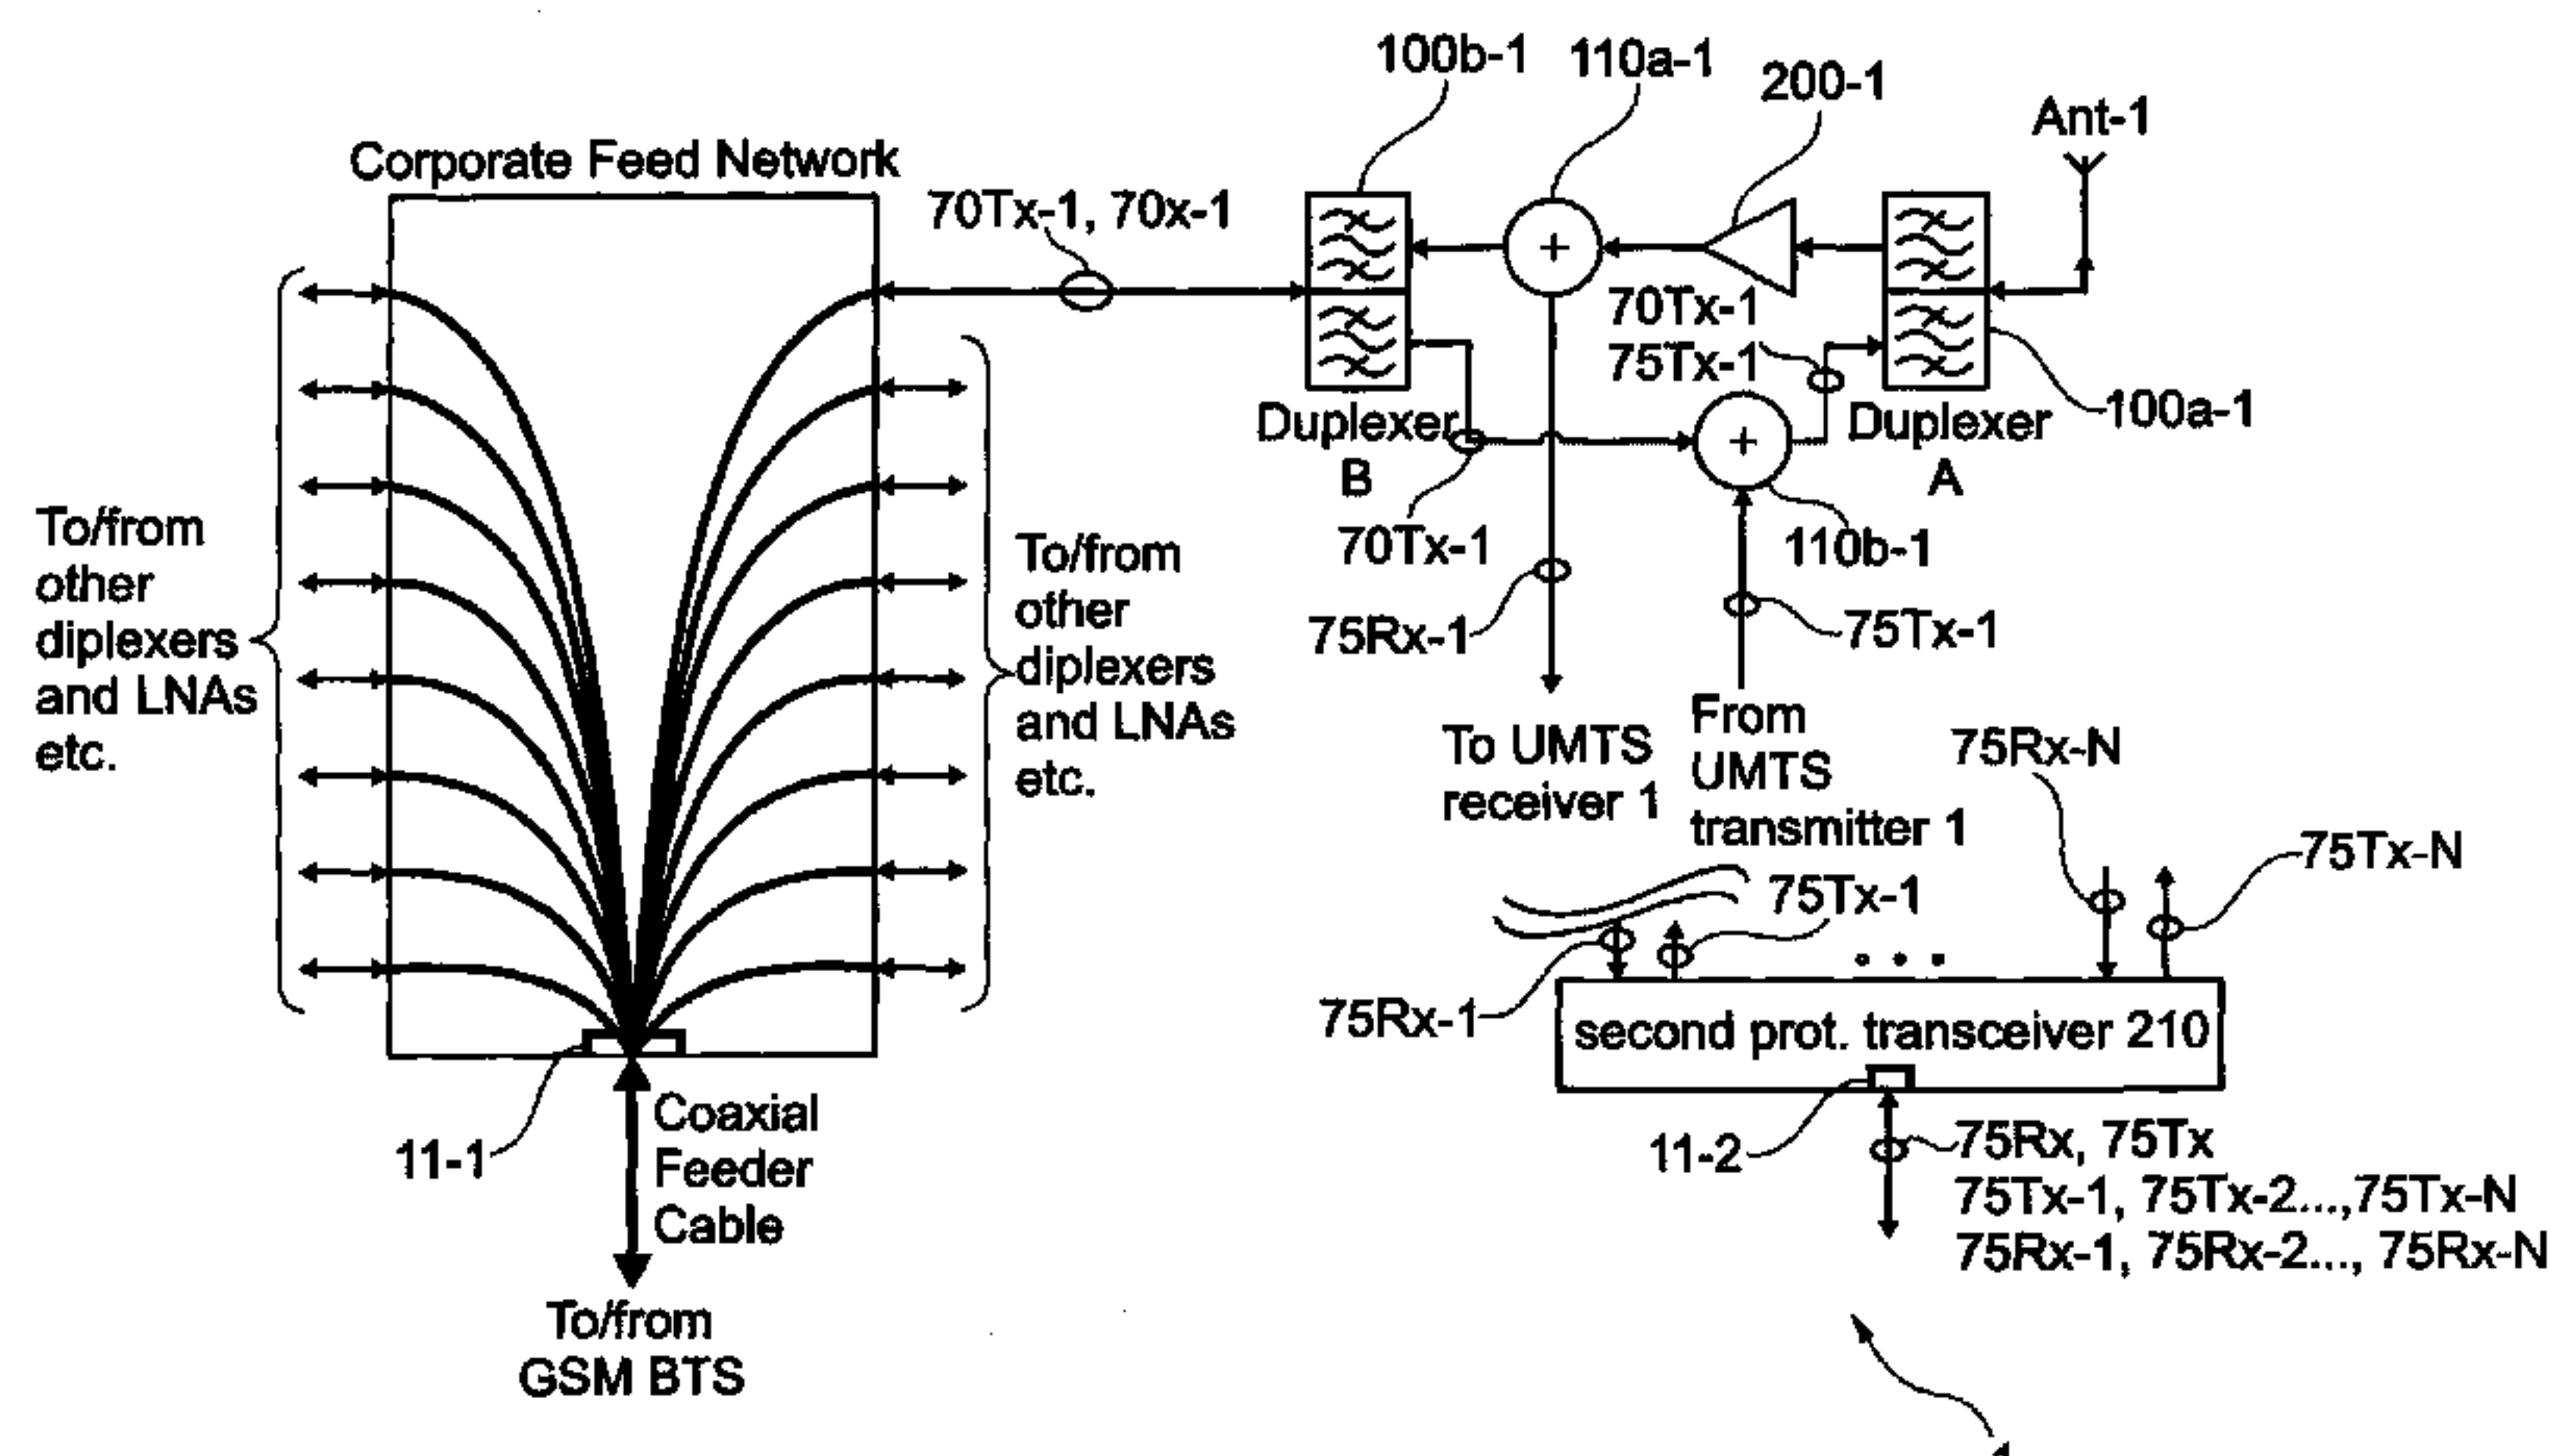 100b-1
110a-1
200-1
Ant-1
Corporate Feed Network
70Tx-1, 70x-1
70Tx-1
75Tx-1
100a-1
Duplexer
B
Duplexer
A
70Tx-1
110b-1
75Rx-1
75Tx-1
To/from
other
diplexers
and LNAs
etc.
To/from
other
diplexers
and LNAs
etc.
To UMTS
receiver 1
From
UMTS
transmitter 1
75Rx-N
75Tx-N
75Tx-1
75Rx-1
second prot. transceiver 210
11-1
Coaxial
Feeder
Cable
11-2
75Rx, 75Tx
75Tx-1, 75Tx-2...,75Tx-N
75Rx-1, 75Rx-2..., 75Rx-N
To/from
GSM BTS